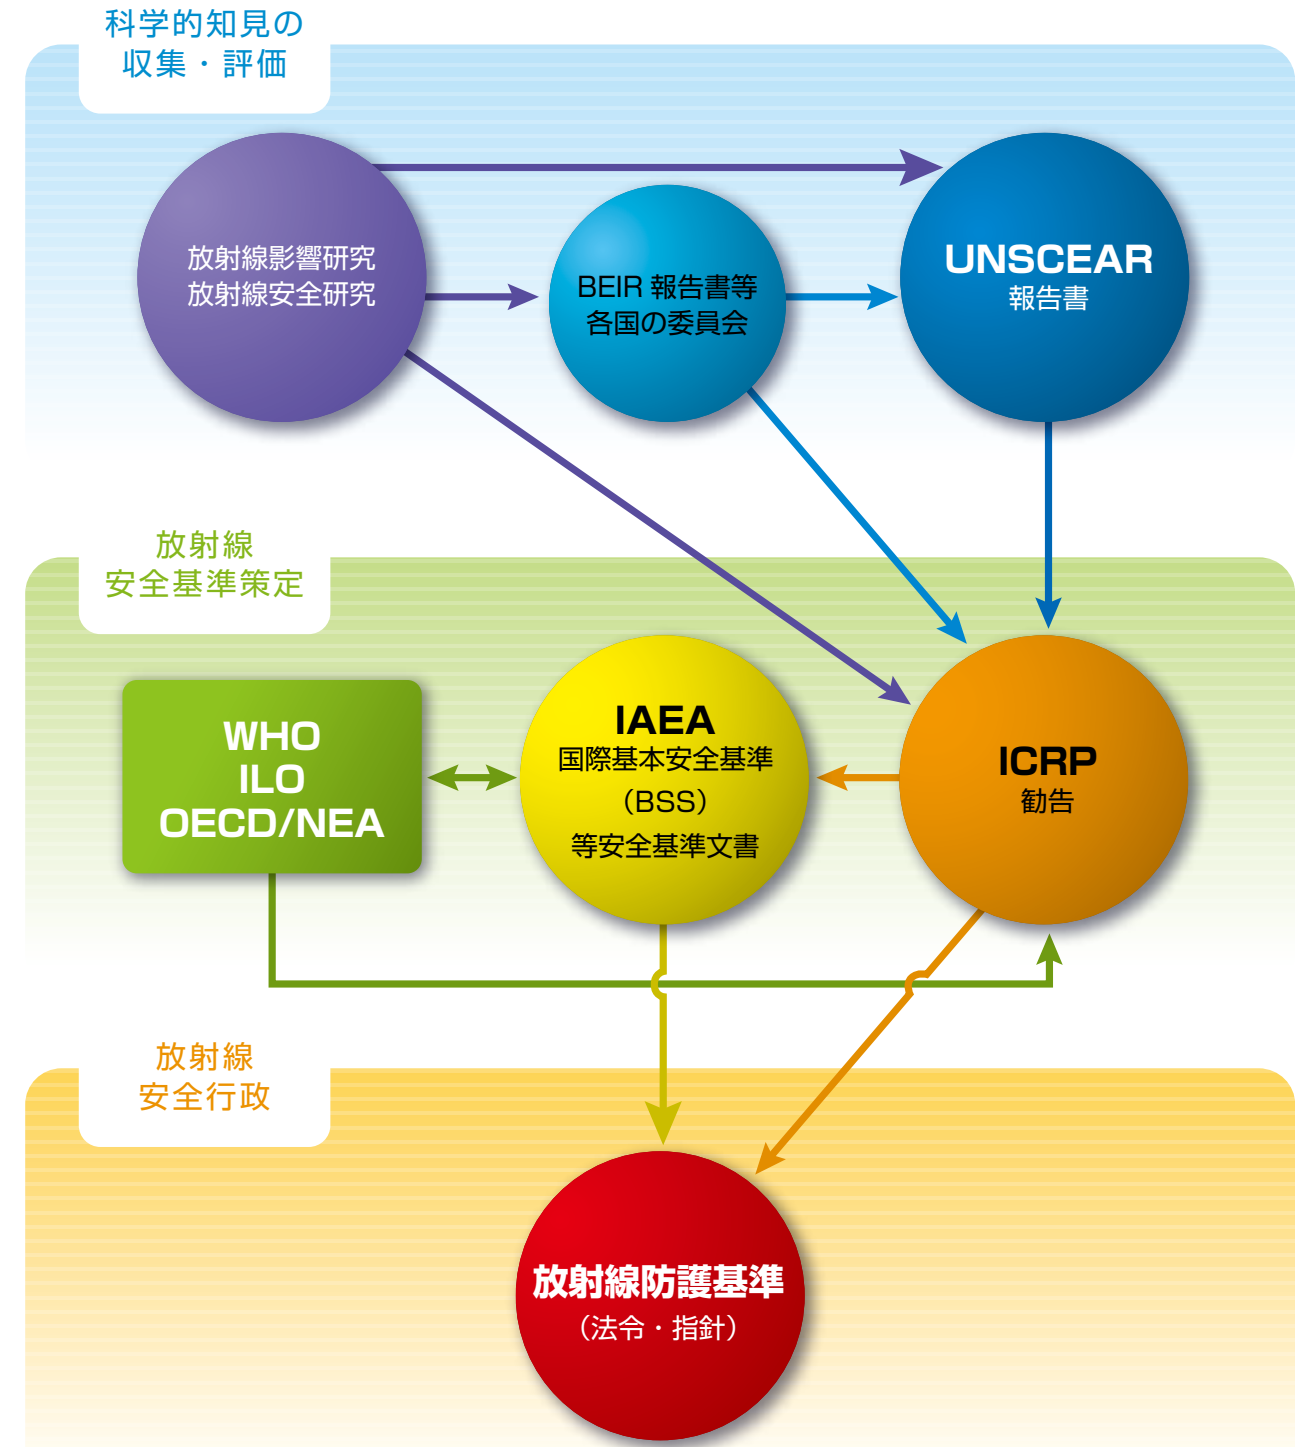 科学的知見の
収集・評価
放射線影響研究
放射線安全研究
BEIR 報告書等
各国の委員会
UNSCEAR
報告書
放射線
安全基準策定
WHO
ILO
OECD/NEA
IAEA
国際基本安全基準
（BSS）
等安全基準文書
ICRP
勧告
放射線
安全行政
放射線防護基準
（法令・指針）